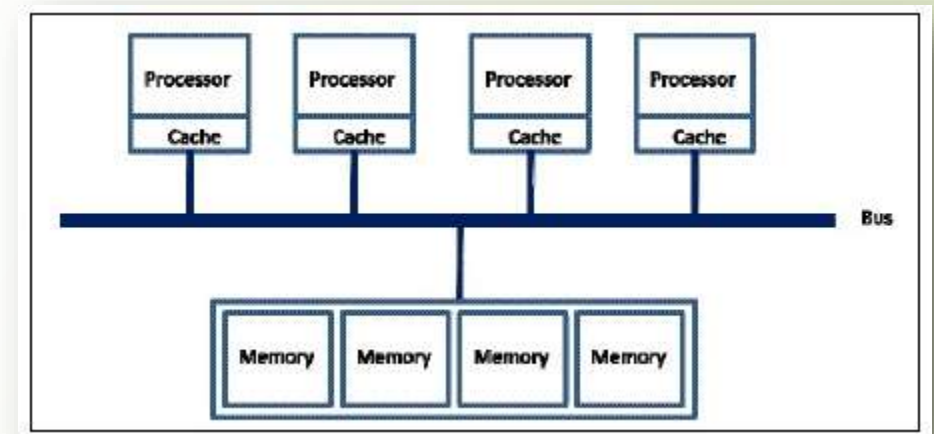 Processor Processor Processor Processor
Cache Cache Cache Cache
Bus
Memory Memory Memory Memory